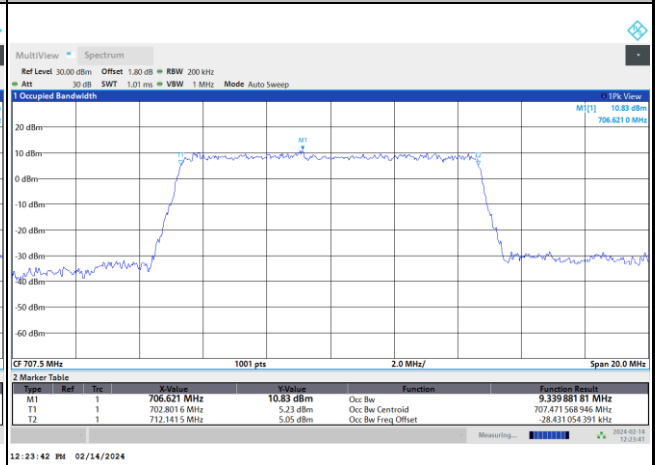 MultiView Spectrum
Ref Level 30.00 dBm Offset 1.80 dB RBW 200 kHz
Att 30 dB SWT 1.01 ms VBW 1 MHz Mode Auto Sweep
1 Occupied Bandwidth 1Pk View
M1[1] 10.83 dBm
706.621 0 MHz
20 dBm
M1
10 dBm
T1 T2
0 dBm
-10 dBm
-20 dBm
-30 dBm
-40 dBm
-50 dBm
-60 dBm
CF 707.5 MHz 1001 pts 2.0 MHz/ Span 20.0 MHz
2 Marker Table
Type Ref Trc X-Value Y-Value Function Function Result
M1 1 706.621 MHz 10.83 dBm Occ Bw 9.339 881 81 MHz
T1 1 702.801 6 MHz 5.23 dBm Occ Bw Centroid 707.471 568 946 MHz
T2 1 712.141 5 MHz 5.05 dBm Occ Bw Freq Offset -28.431 054 391 kHz
Measuring... 2024-02-14
12:23:41
12:23:42 PM 02/14/2024